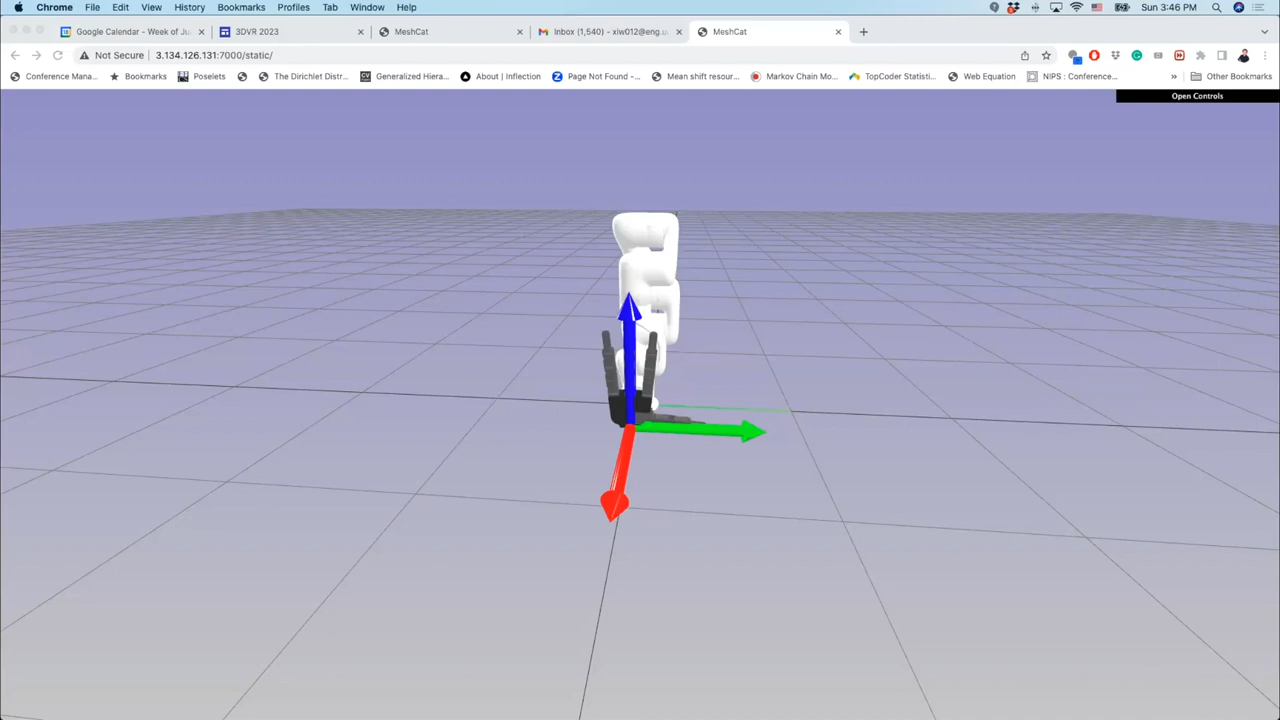 Chrome File Edit View History Bookmarks Profiles Tab Window Help Sun 3:46 PM
Google Calendar - Week of Ju 3DVR 2023 MeshCat Inbox (1,540) - xiw012@eng.u MeshCat
Not Secure 3.134.126.131:7000/static/
Conference Mana... Bookmarks Poselets The Dirichlet Distri... CV Generalized Hiera... About | Inflection Page Not Found -... Mean shift resour... Markov Chain Mo... TopCoder Statisti... Web Equation NIPS : Conference... » Other Bookmarks
Open Controls